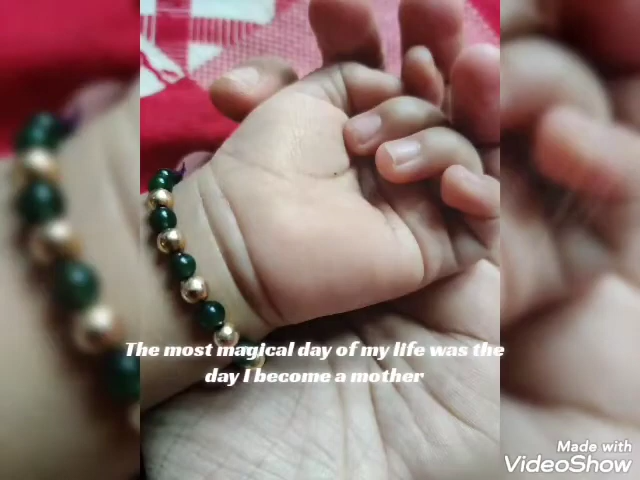 The most magical day of my life was the
day I become a mother
Made with
VideoShow